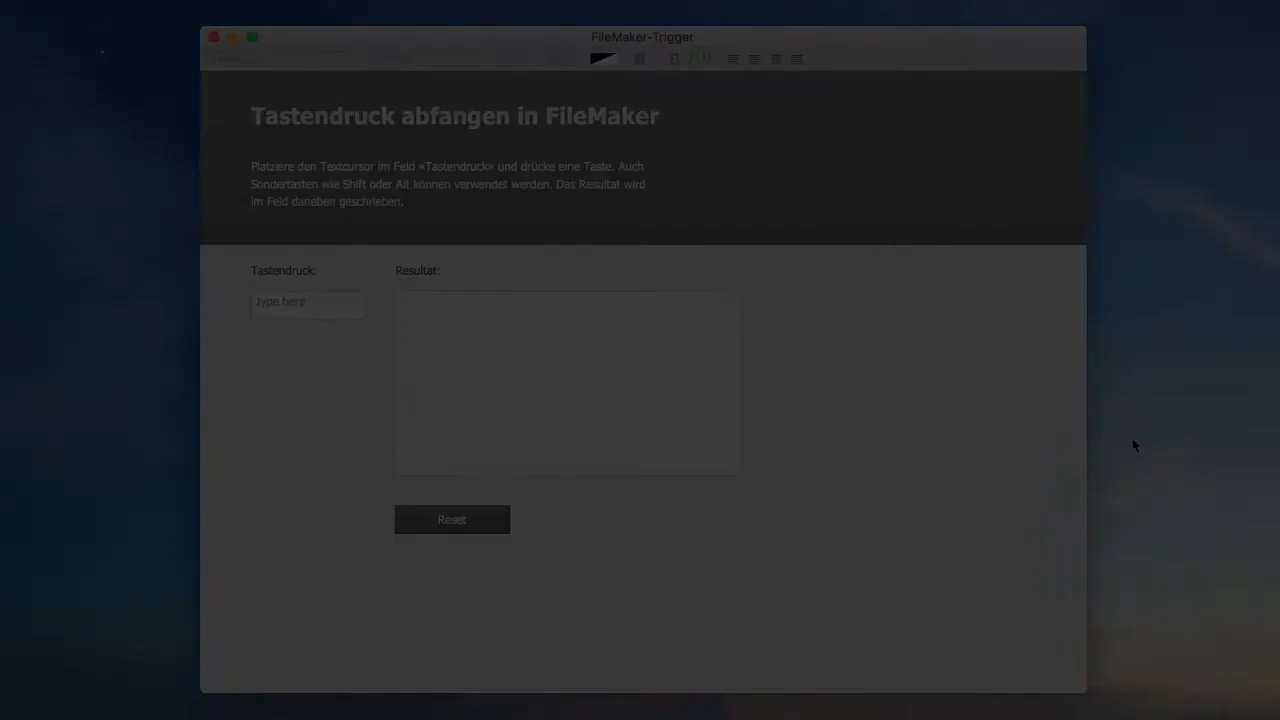 FileMaker-Trigger
B I U
Tastendruck abfangen in FileMaker
Platziere den Textcursor im Feld «Tastendruck» und drücke eine Taste. Auch
Sondertasten wie Shift oder Alt können verwendet werden. Das Resultat wird
im Feld daneben geschrieben.
Tastendruck:
Resultat:
type here
Reset